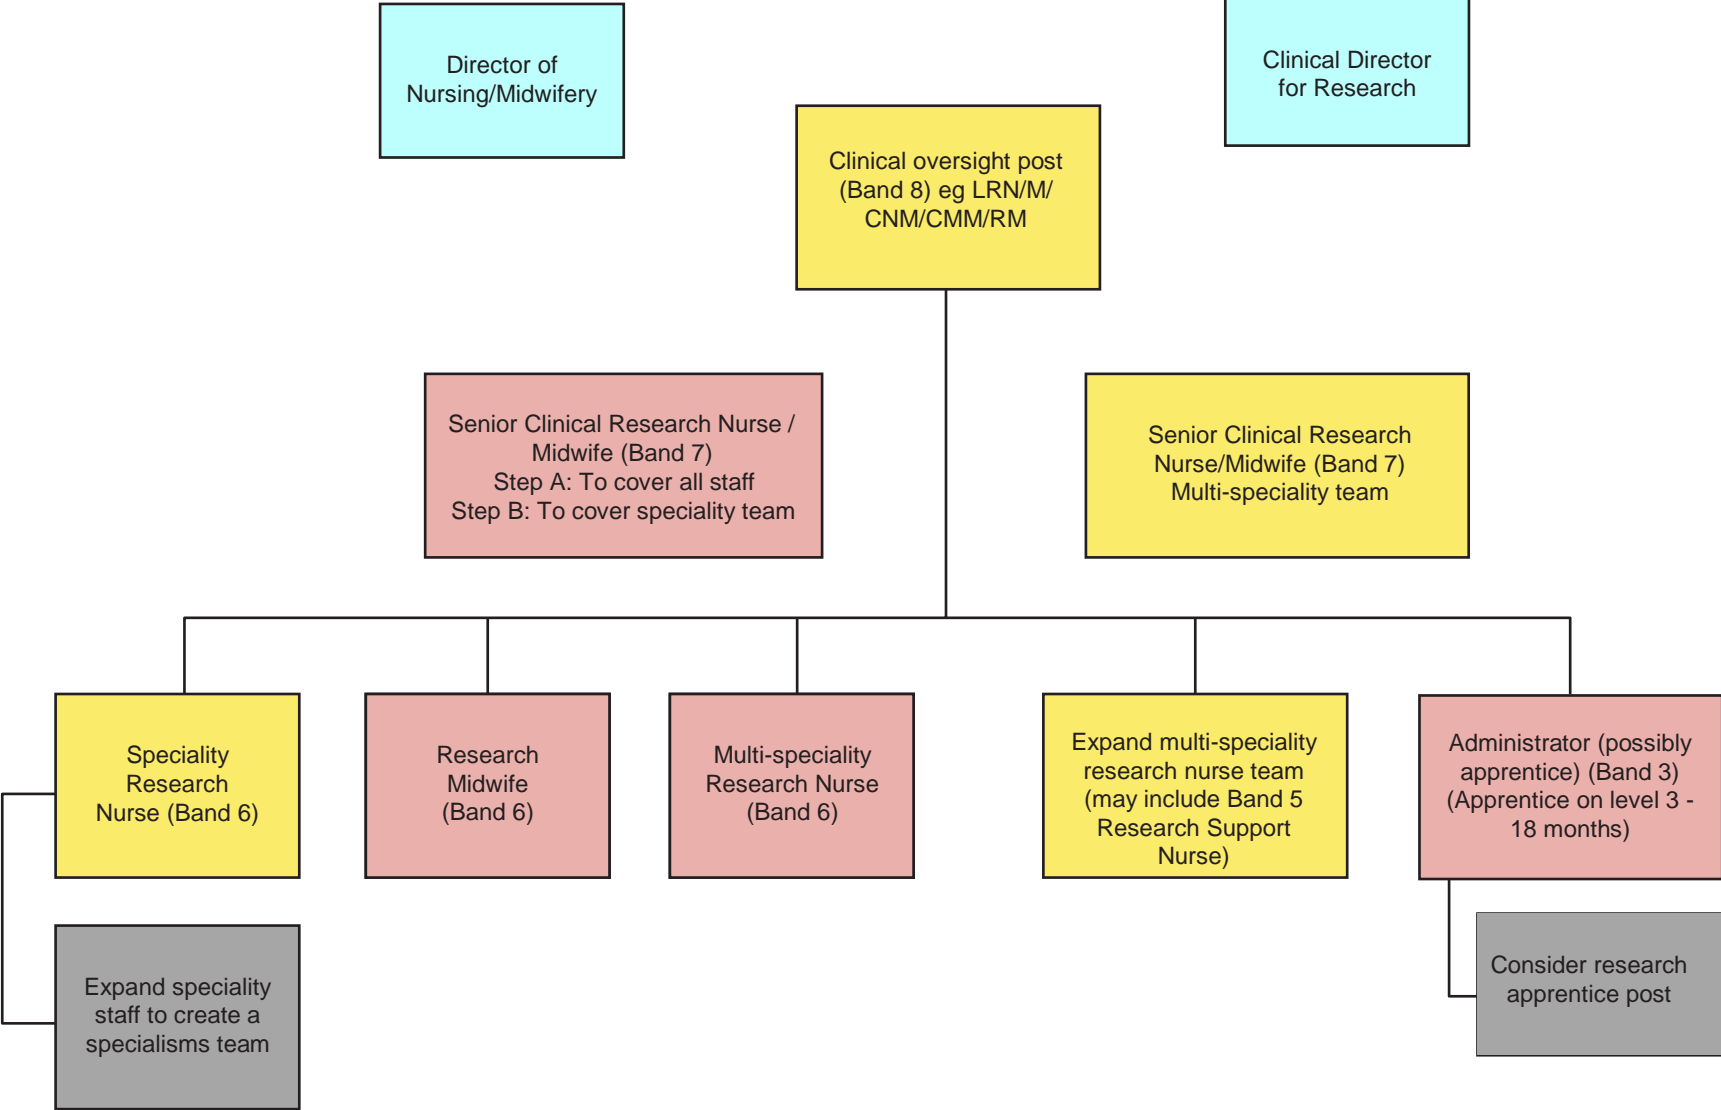 Director of
Nursing/Midwifery
Clinical Director
for Research
Clinical oversight post
(Band 8) eg LRN/M/
CNM/CMM/RM
Senior Clinical Research Nurse /
Midwife (Band 7)
Step A: To cover all staff
Step B: To cover speciality team
Senior Clinical Research
Nurse/Midwife (Band 7)
Multi-speciality team
Speciality
Research
Nurse (Band 6)
Research
Midwife
(Band 6)
Multi-speciality
Research Nurse
(Band 6)
Expand multi-speciality
research nurse team
(may include Band 5
Research Support
Nurse)
Administrator (possibly
apprentice) (Band 3)
(Apprentice on level 3 -
18 months)
Expand speciality
staff to create a
specialisms team
Consider research
apprentice post